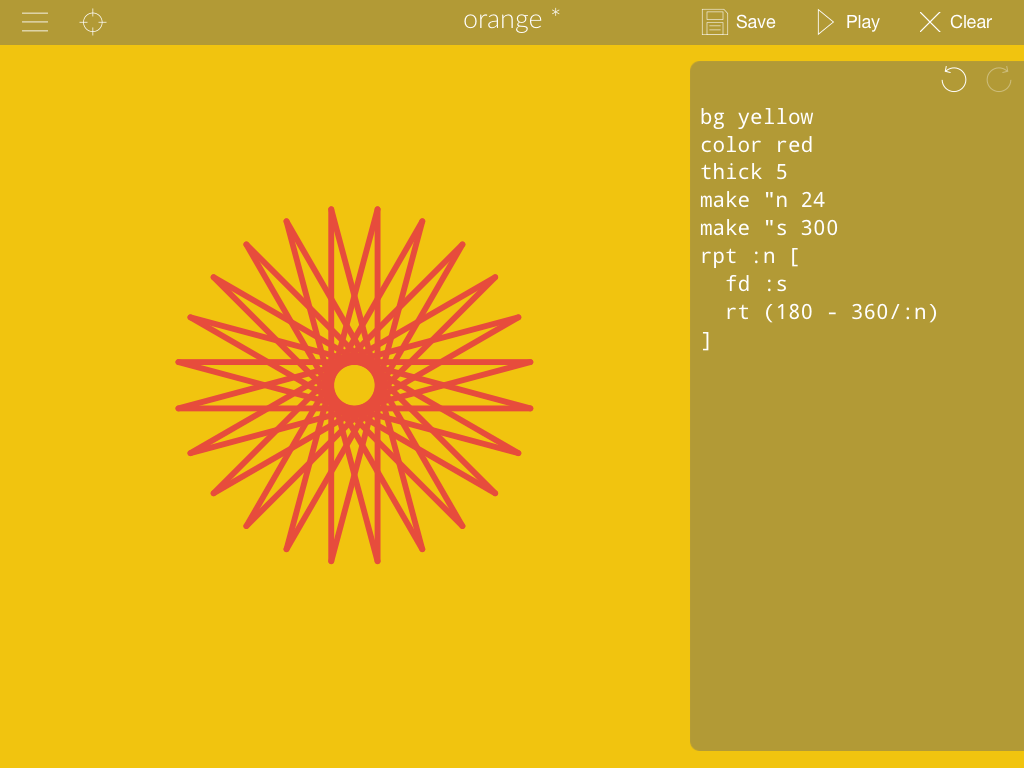 orange *
Save
Play
Clear
bg yellow
color red
thick 5
make "n 24
make "s 300
rpt :n [
  fd :s
  rt (180 - 360/:n)
]